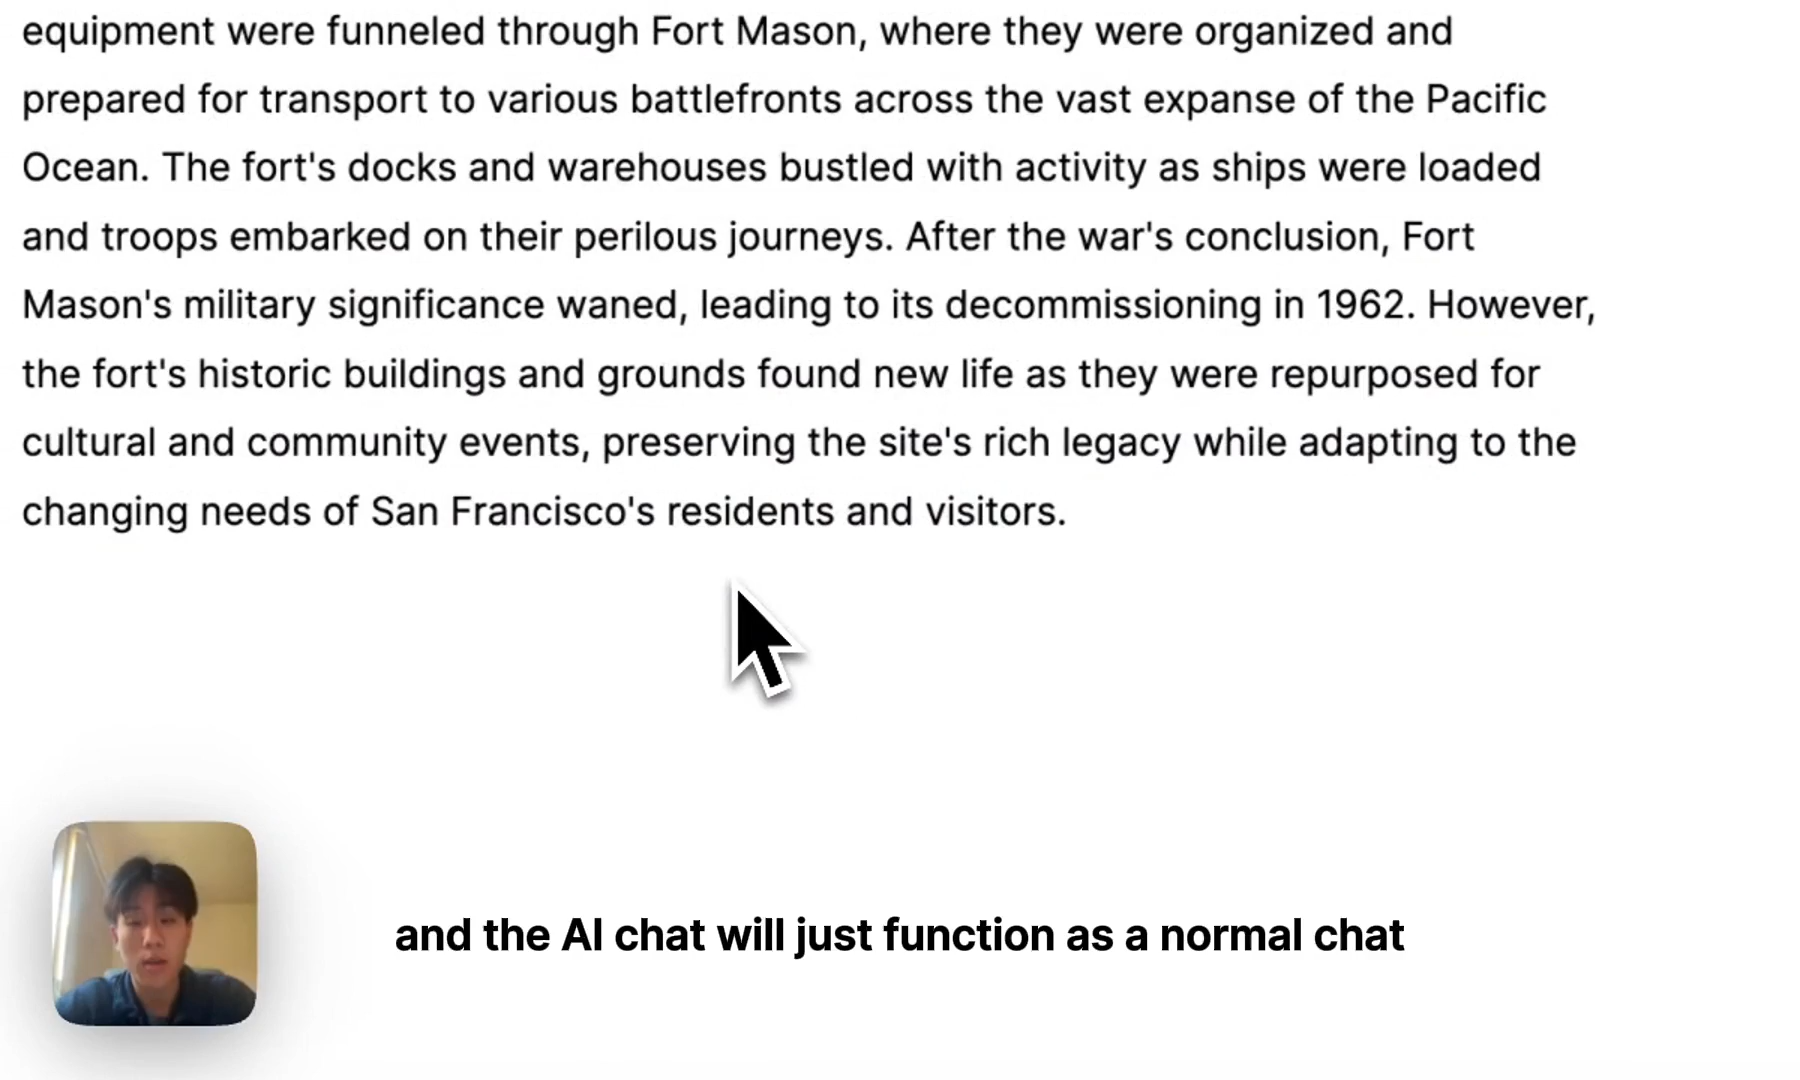 equipment were funneled through Fort Mason, where they were organized and
prepared for transport to various battlefronts across the vast expanse of the Pacific
Ocean. The fort's docks and warehouses bustled with activity as ships were loaded
and troops embarked on their perilous journeys. After the war's conclusion, Fort
Mason's military significance waned, leading to its decommissioning in 1962. However,
the fort's historic buildings and grounds found new life as they were repurposed for
cultural and community events, preserving the site's rich legacy while adapting to the
changing needs of San Francisco's residents and visitors.
and the AI chat will just function as a normal chat